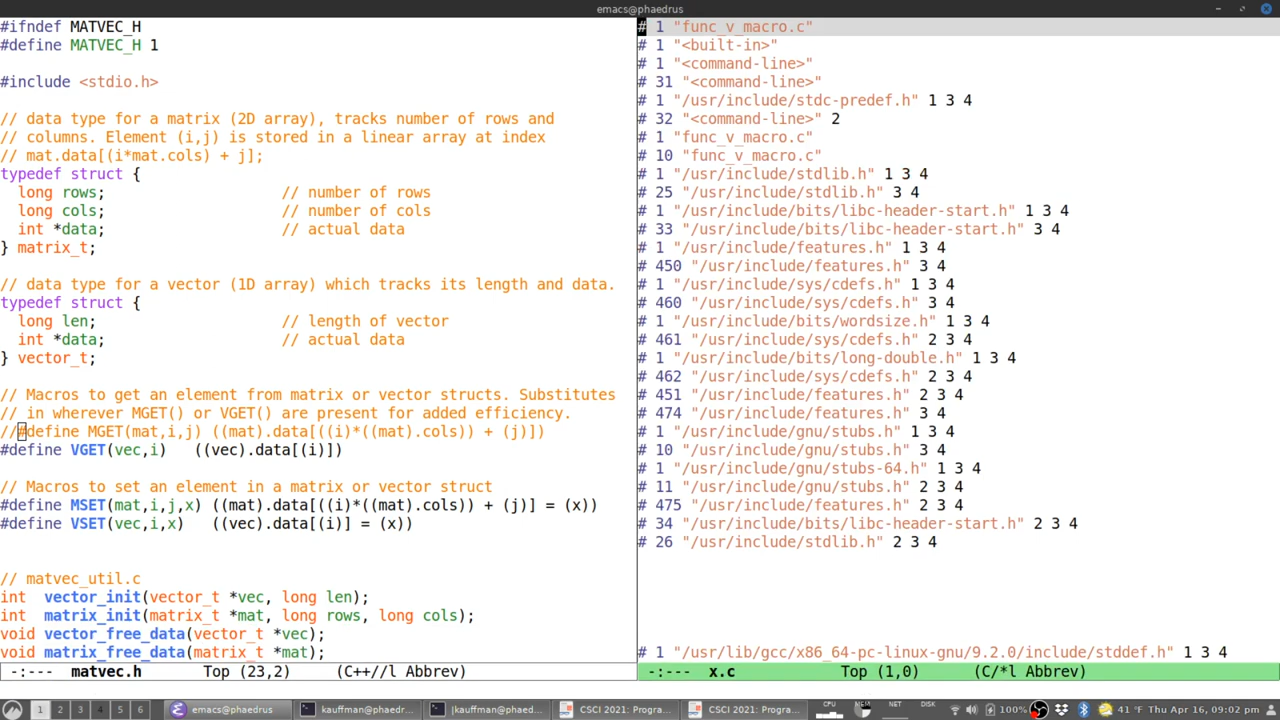 emacs@phaedrus
#ifndef MATVEC_H
#define MATVEC_H 1
#include <stdio.h>
// data type for a matrix (2D array), tracks number of rows and
// columns. Element (i,j) is stored in a linear array at index
// mat.data[(i*mat.cols) + j];
typedef struct {
  long rows;                    // number of rows
  long cols;                    // number of cols
  int *data;                    // actual data
} matrix_t;
// data type for a vector (1D array) which tracks its length and data.
typedef struct {
  long len;                     // length of vector
  int *data;                    // actual data
} vector_t;
// Macros to get an element from matrix or vector structs. Substitutes
// in wherever MGET() or VGET() are present for added efficiency.
//#define MGET(mat,i,j) ((mat).data[((i)*((mat).cols)) + (j)])
#define VGET(vec,i)   ((vec).data[(i)])
// Macros to set an element in a matrix or vector struct
#define MSET(mat,i,j,x) ((mat).data[((i)*((mat).cols)) + (j)] = (x))
#define VSET(vec,i,x)   ((vec).data[(i)] = (x))
// matvec_util.c
int  vector_init(vector_t *vec, long len);
int  matrix_init(matrix_t *mat, long rows, long cols);
void vector_free_data(vector_t *vec);
void matrix_free_data(matrix_t *mat);
-:---  matvec.h       Top (23,2)     (C++//l Abbrev)
# 1 "func_v_macro.c"
# 1 "<built-in>"
# 1 "<command-line>"
# 31 "<command-line>"
# 1 "/usr/include/stdc-predef.h" 1 3 4
# 32 "<command-line>" 2
# 1 "func_v_macro.c"
# 10 "func_v_macro.c"
# 1 "/usr/include/stdlib.h" 1 3 4
# 25 "/usr/include/stdlib.h" 3 4
# 1 "/usr/include/bits/libc-header-start.h" 1 3 4
# 33 "/usr/include/bits/libc-header-start.h" 3 4
# 1 "/usr/include/features.h" 1 3 4
# 450 "/usr/include/features.h" 3 4
# 1 "/usr/include/sys/cdefs.h" 1 3 4
# 460 "/usr/include/sys/cdefs.h" 3 4
# 1 "/usr/include/bits/wordsize.h" 1 3 4
# 461 "/usr/include/sys/cdefs.h" 2 3 4
# 1 "/usr/include/bits/long-double.h" 1 3 4
# 462 "/usr/include/sys/cdefs.h" 2 3 4
# 451 "/usr/include/features.h" 2 3 4
# 474 "/usr/include/features.h" 3 4
# 1 "/usr/include/gnu/stubs.h" 1 3 4
# 10 "/usr/include/gnu/stubs.h" 3 4
# 1 "/usr/include/gnu/stubs-64.h" 1 3 4
# 11 "/usr/include/gnu/stubs.h" 2 3 4
# 475 "/usr/include/features.h" 2 3 4
# 34 "/usr/include/bits/libc-header-start.h" 2 3 4
# 26 "/usr/include/stdlib.h" 2 3 4
# 1 "/usr/lib/gcc/x86_64-pc-linux-gnu/9.2.0/include/stddef.h" 1 3 4
-:---  x.c            Top (1,0)      (C/*l Abbrev)
1 2 3 4 5 6 emacs@phaedrus kauffman@phaedr... [kauffman@phaed... CSCI 2021: Progra... CSCI 2021: Progra... CPU MEM NET DISK 100% 41 °F Thu Apr 16, 09:02 pm